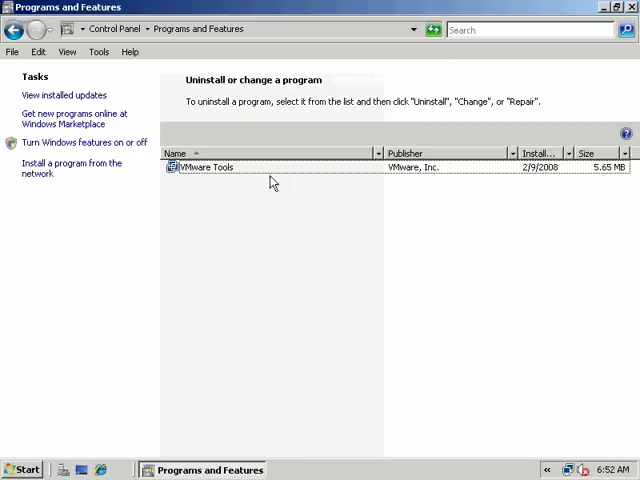 Programs and Features
Control Panel
Programs and Features
Search
File
Edit
View
Tools
Help
Tasks
View installed updates
Get new programs online at
Windows Marketplace
Turn Windows features on or off
Install a program from the
network
Uninstall or change a program
To uninstall a program, select it from the list and then click "Uninstall", "Change", or "Repair".
Name
Publisher
Install...
Size
VMware Tools
VMware, Inc.
2/9/2008
5.65 MB
Start
Programs and Features
6:52 AM